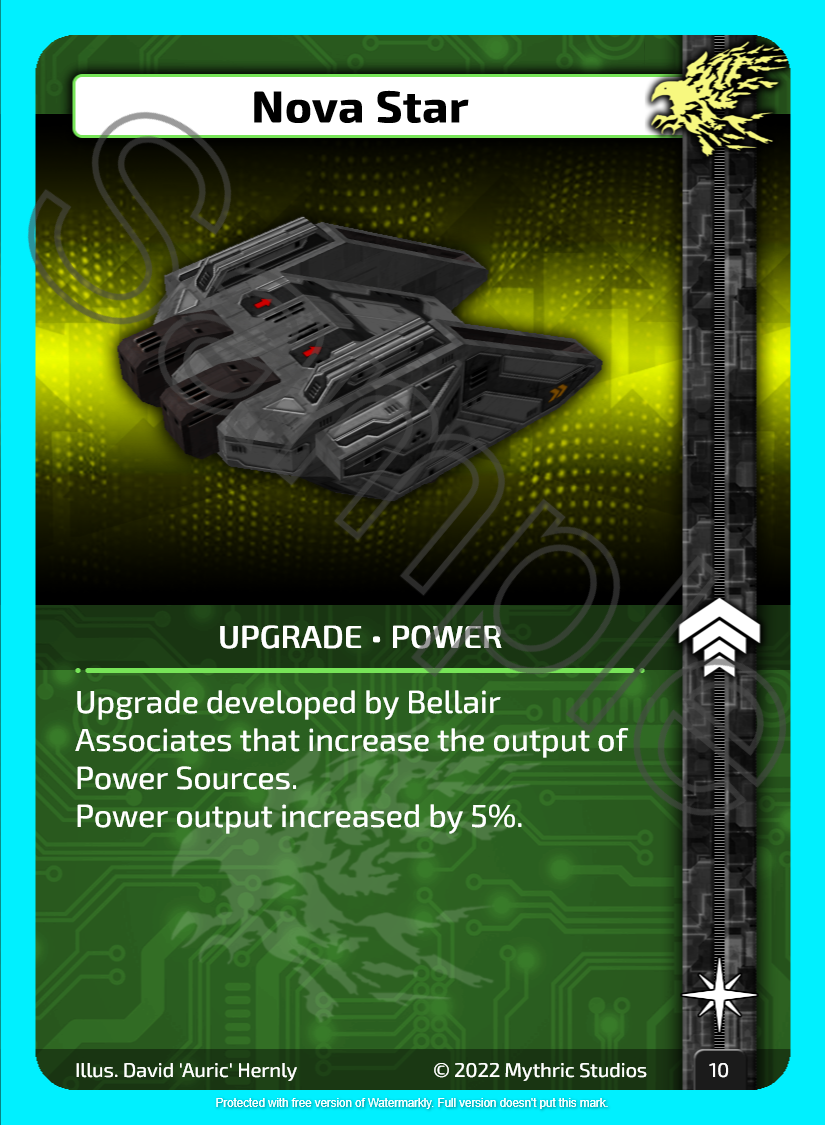 Nova Star
UPGRADE • POWER
Upgrade developed by Bellair
Associates that increase the output of
Power Sources.
Power output increased by 5%.
Illus. David 'Auric' Hernly
© 2022 Mythric Studios
10
Sample
Protected with free version of Watermarkly. Full version doesn't put this mark.